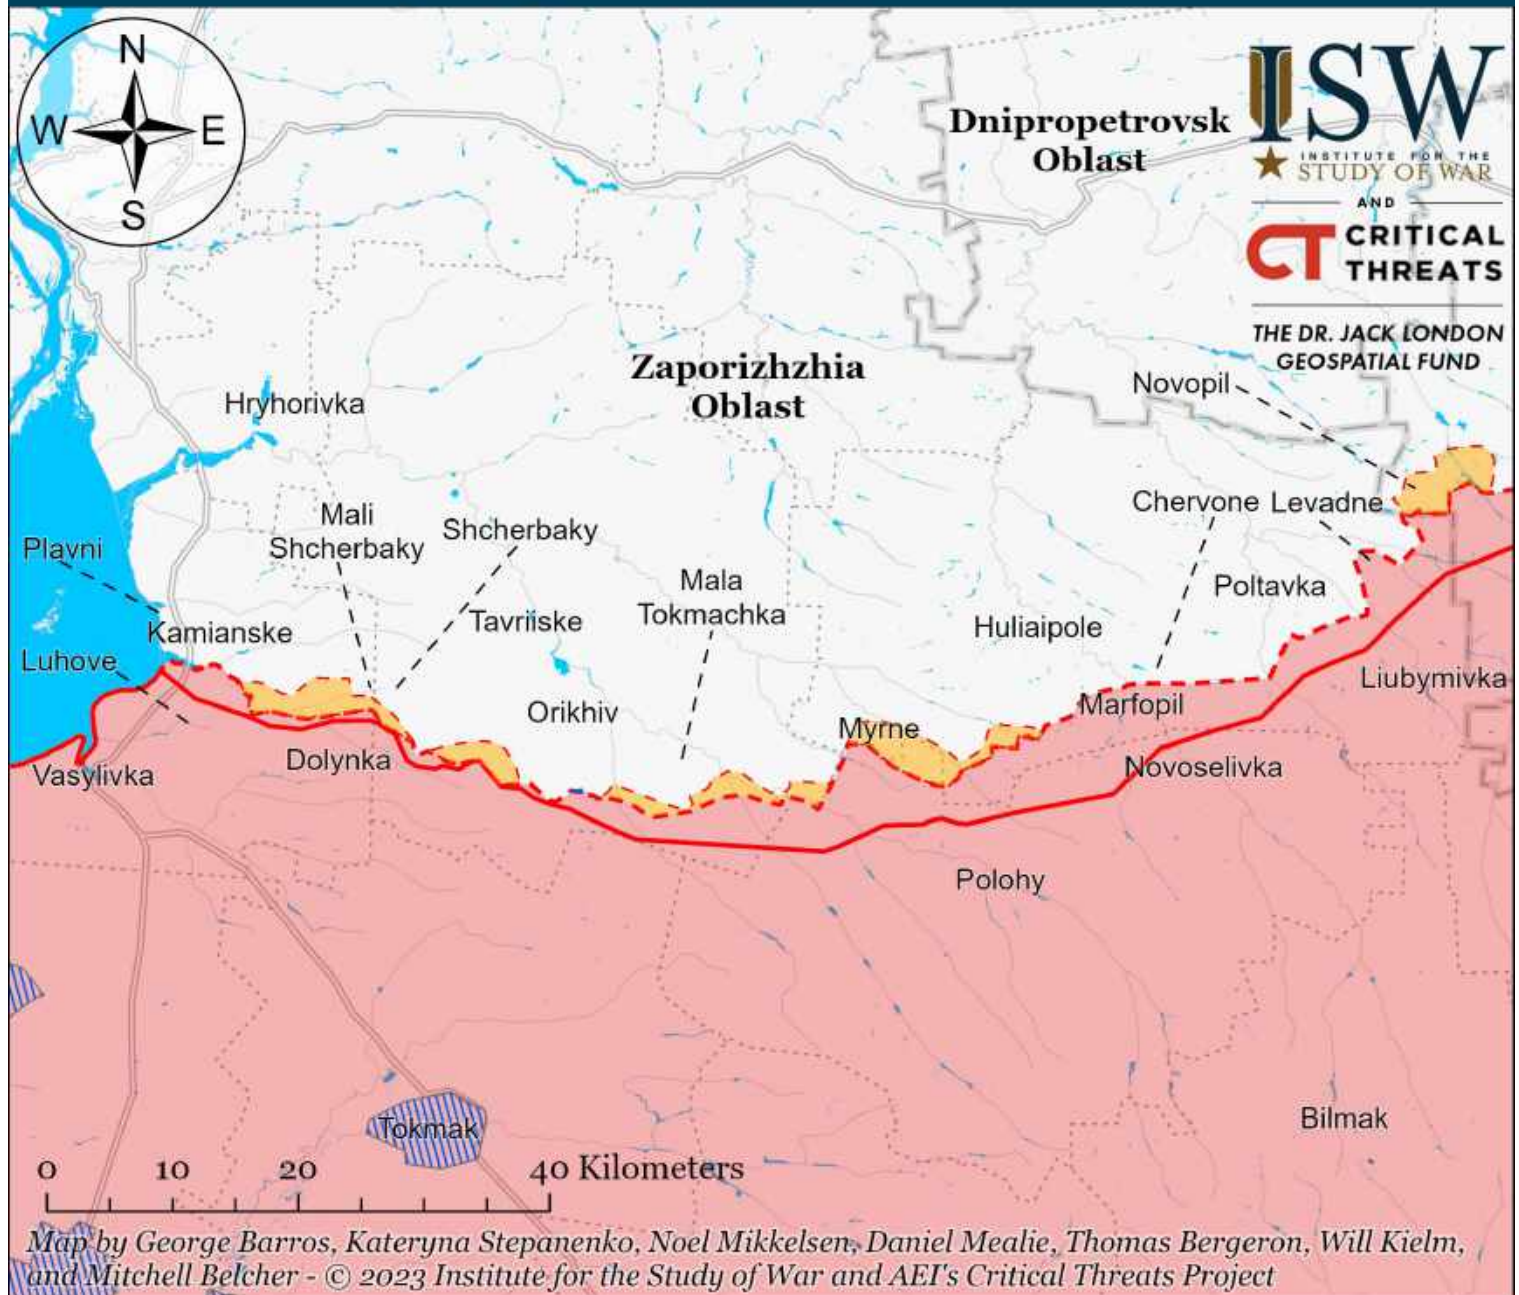 N
W
E
S
ISW
INSTITUTE FOR THE
STUDY OF WAR
AND
CT CRITICAL
THREATS
THE DR. JACK LONDON
GEOSPATIAL FUND
Dnipropetrovsk
Oblast
Zaporizhzhia
Oblast
Novopil
Hryhorivka
Chervone
Levadne
Mali
Shcherbaky
Shcherbaky
Plavni
Mala
Tokmachka
Poltavka
Tavriiske
Huliaipole
Kamianske
Luhove
Liubymivka
Orikhiv
Marfopil
Myrne
Dolynka
Vasylivka
Novoselivka
Polohy
Bilmak
Tokmak
0 10 20 40 Kilometers
Map by George Barros, Kateryna Stepanenko, Noel Mikkelsen, Daniel Mealie, Thomas Bergeron, Will Kielm,
and Mitchell Belcher - © 2023 Institute for the Study of War and AEI's Critical Threats Project